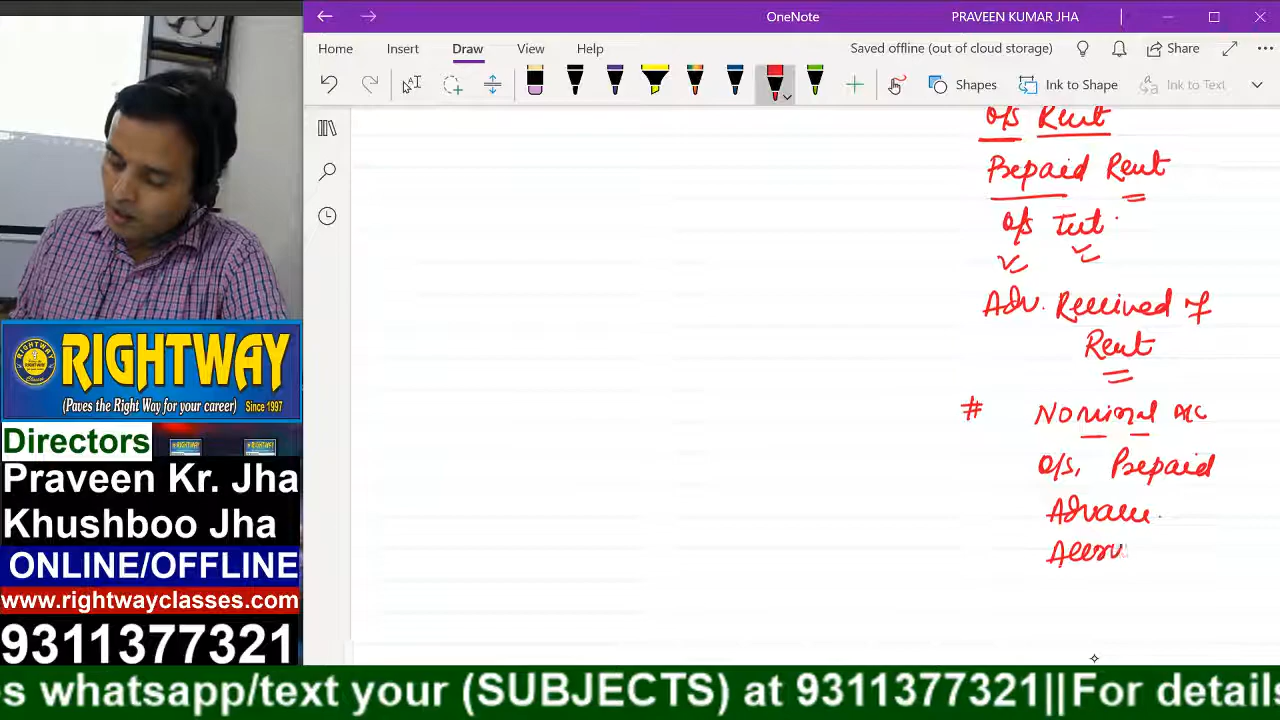 OneNote
PRAVEEN KUMAR JHA
Home Insert Draw View Help
Saved offline (out of cloud storage)
Share
Shapes
Ink to Shape
Ink to Text
O/s Rent
Prepaid Rent
O/s Int.
Adv. Received of
Rent
# Nominal A/C
O/s, Prepaid
Advance.
Accru
RIGHTWAY
(Paves the Right Way for your career) Since 1997
Directors
Praveen Kr. Jha
Khushboo Jha
ONLINE/OFFLINE
www.rightwayclasses.com
9311377321
s whatsapp/text your (SUBJECTS) at 9311377321||For details